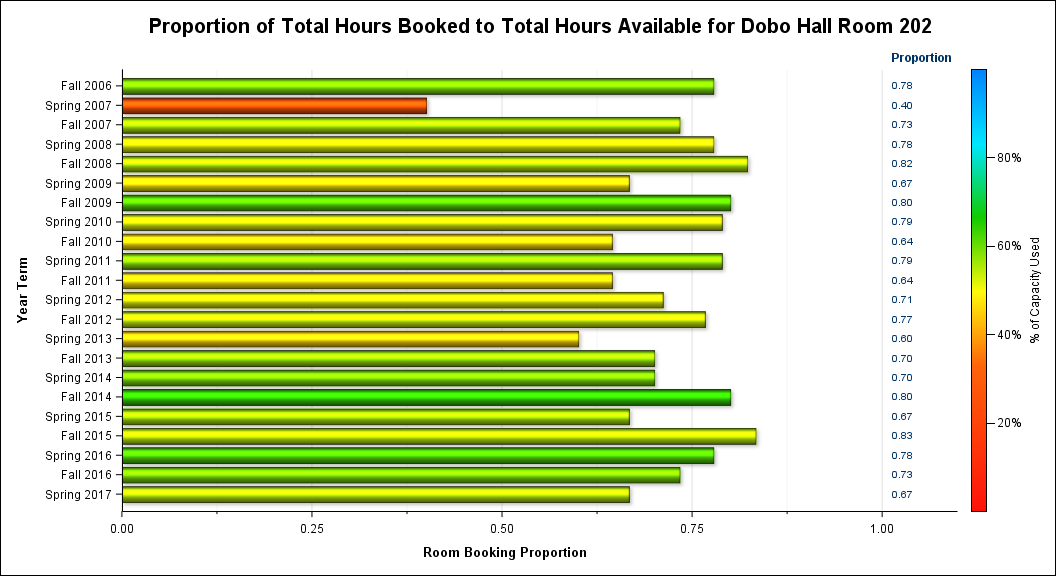 Proportion of Total Hours Booked to Total Hours Available for Dobo Hall Room 202
Proportion
Fall 2006 0.78
Spring 2007 0.40
Fall 2007 0.73
Spring 2008 0.78
Fall 2008 0.82
Spring 2009 0.67
Fall 2009 0.80
Spring 2010 0.79
Fall 2010 0.64
Spring 2011 0.79
Fall 2011 0.64
Spring 2012 0.71
Fall 2012 0.77
Spring 2013 0.60
Fall 2013 0.70
Spring 2014 0.70
Fall 2014 0.80
Spring 2015 0.67
Fall 2015 0.83
Spring 2016 0.78
Fall 2016 0.73
Spring 2017 0.67
Year Term
0.00 0.25 0.50 0.75 1.00
Room Booking Proportion
80%
60%
40%
20%
% of Capacity Used